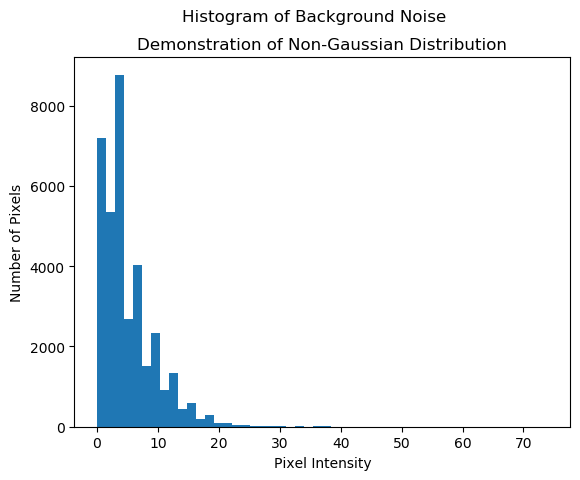 Histogram of Background Noise
Demonstration of Non-Gaussian Distribution
8000
6000
4000
2000
0
Number of Pixels
0 10 20 30 40 50 60 70
Pixel Intensity